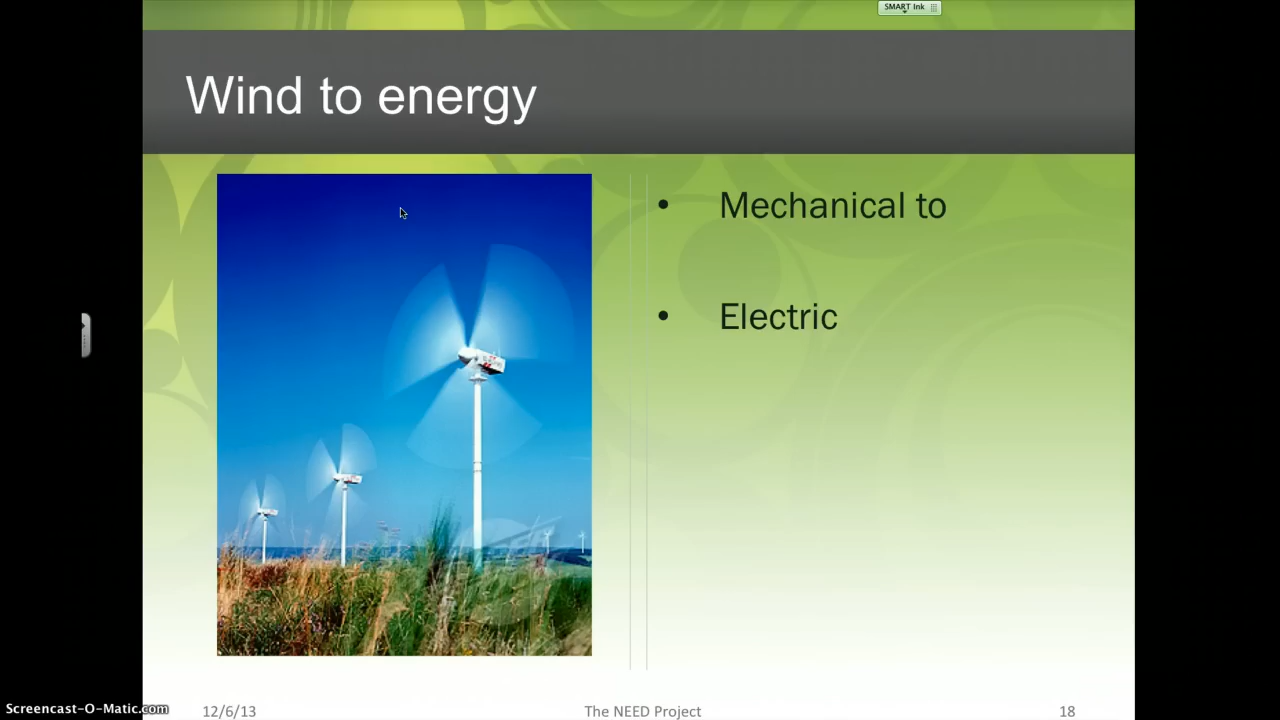 SMART Ink
Wind to energy
• Mechanical to
• Electric
Screencast-O-Matic.com
12/6/13
The NEED Project
18